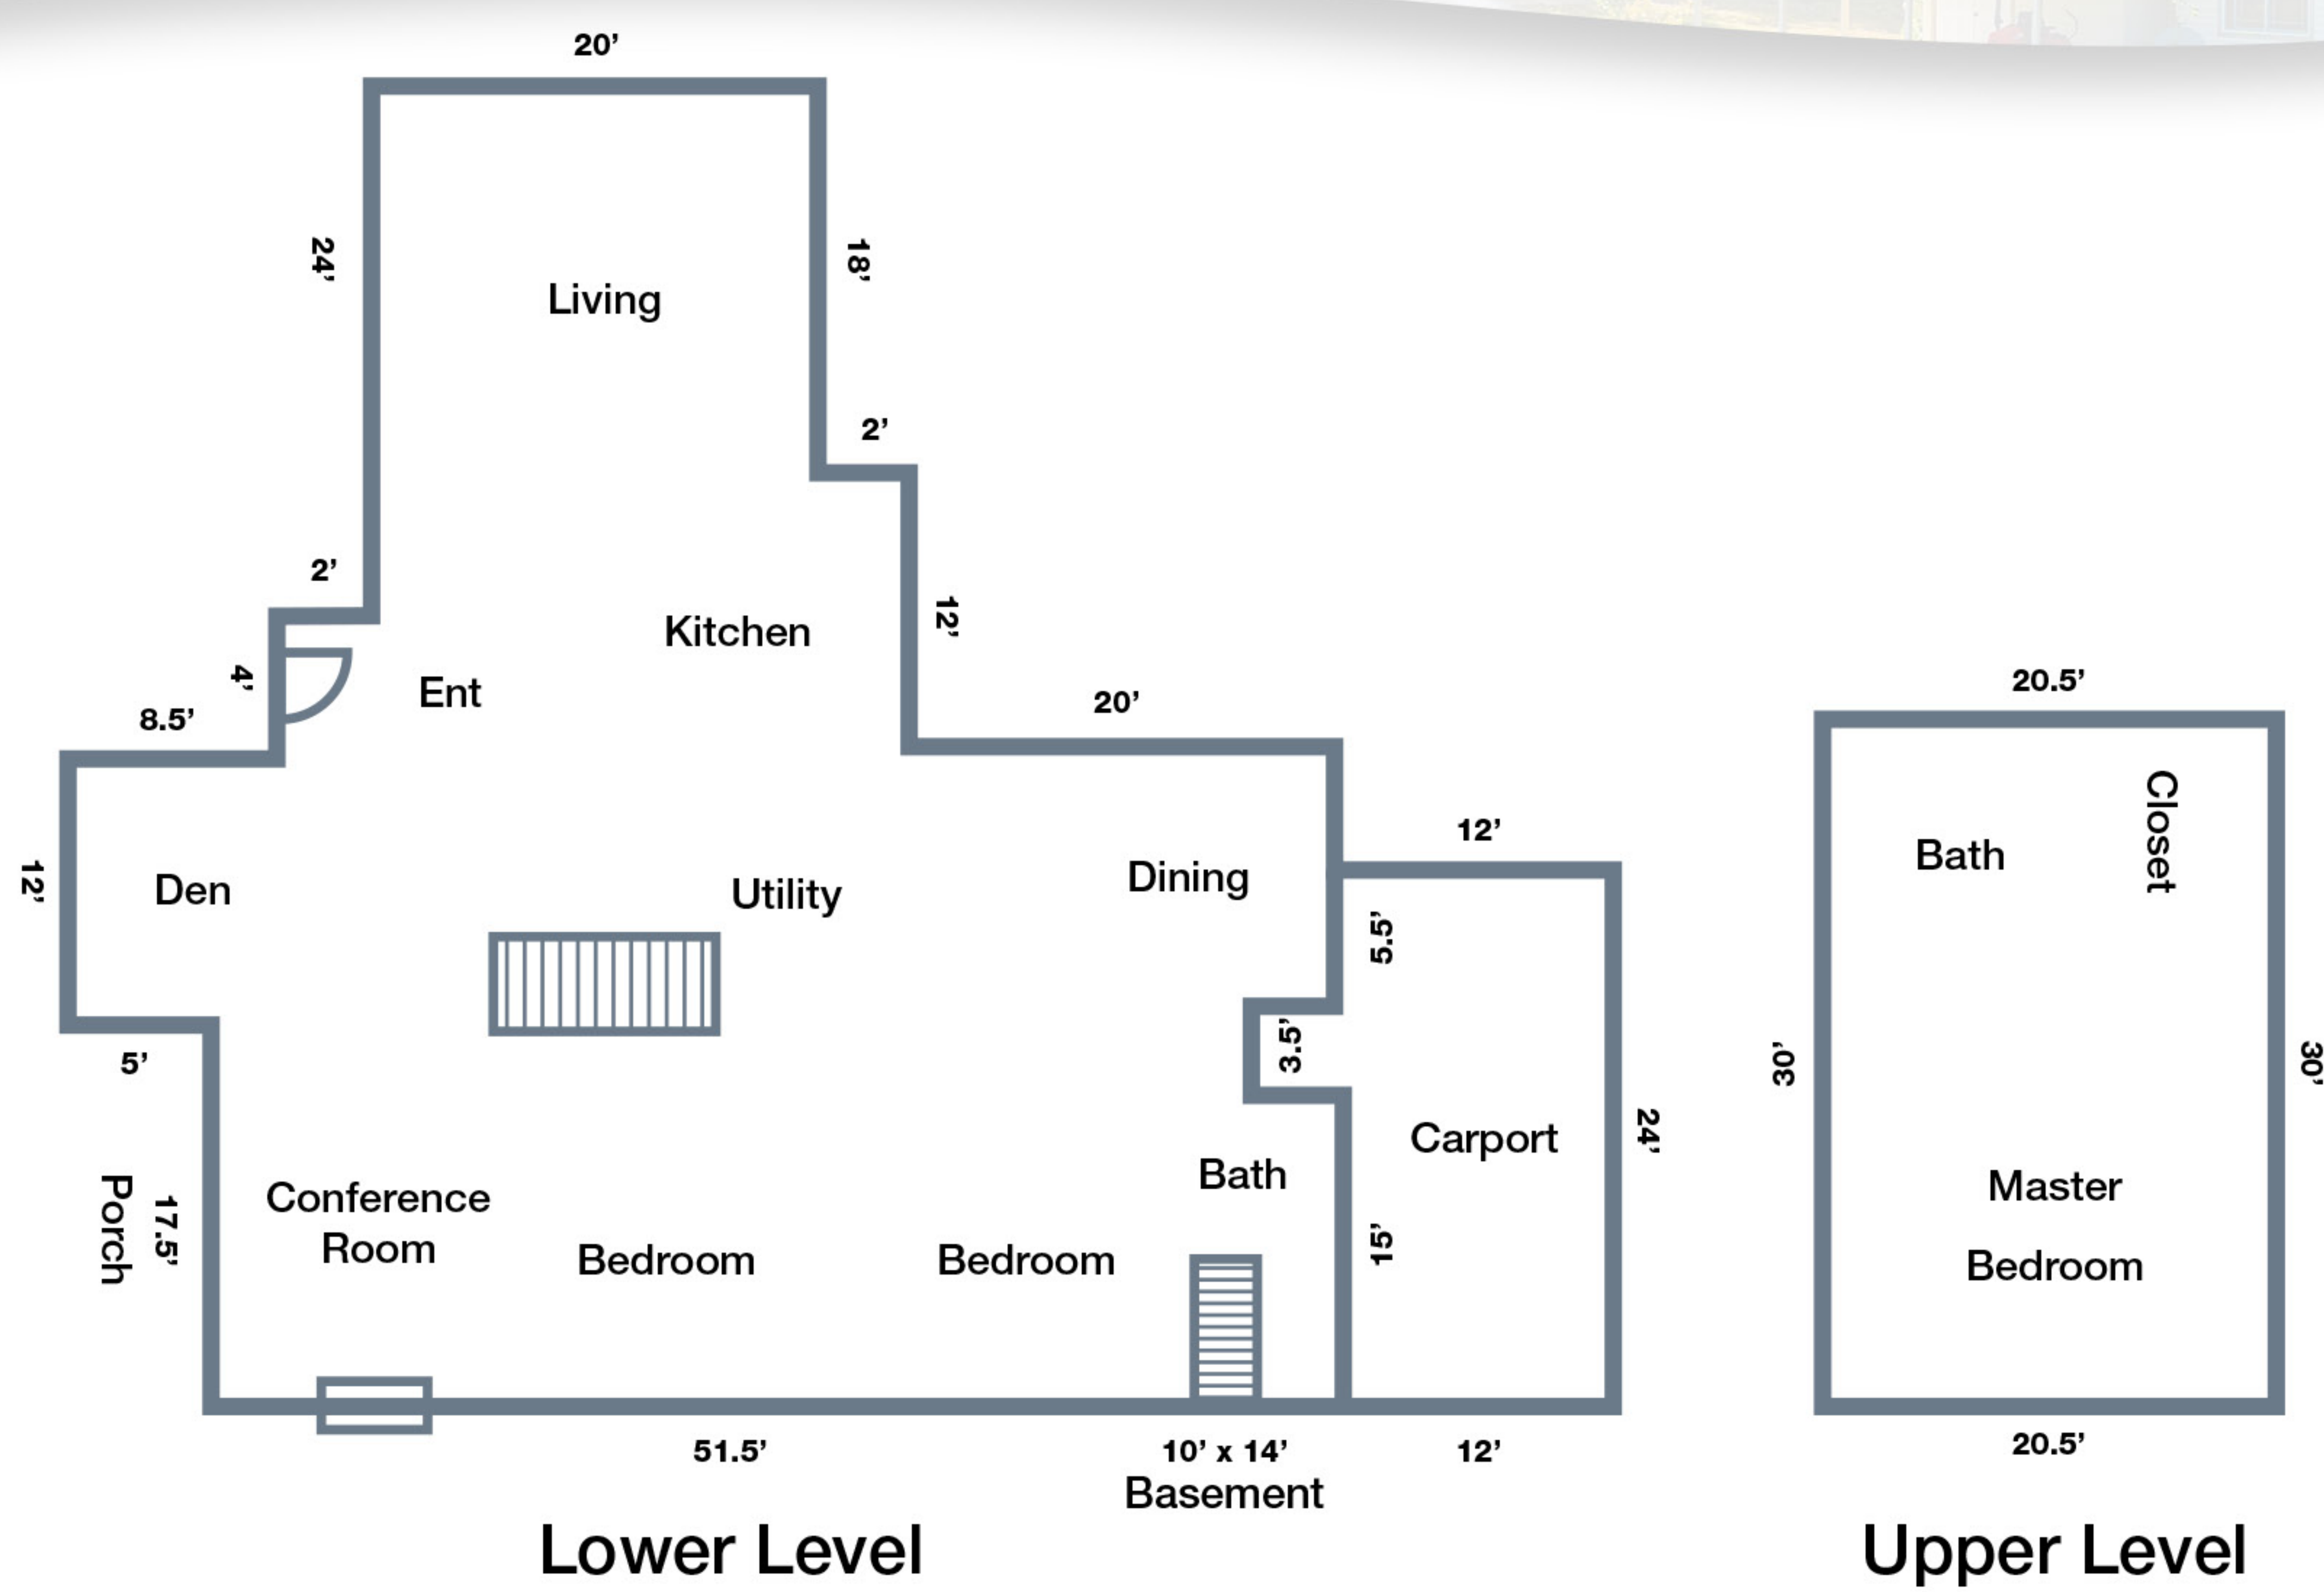 20’
24’
18’
Living
2’
2’
12’
Kitchen
4’
Ent
8.5’
20’
12’
Den
Utility
Dining
12’
5.5’
5’
3.5’
24’
Carport
Bath
Porch
17.5’
Conference
Room
Bedroom
Bedroom
15’
51.5’
10’ x 14’
12’
Basement
Lower Level
20.5’
Closet
Bath
30’
30’
Master
Bedroom
20.5’
Upper Level